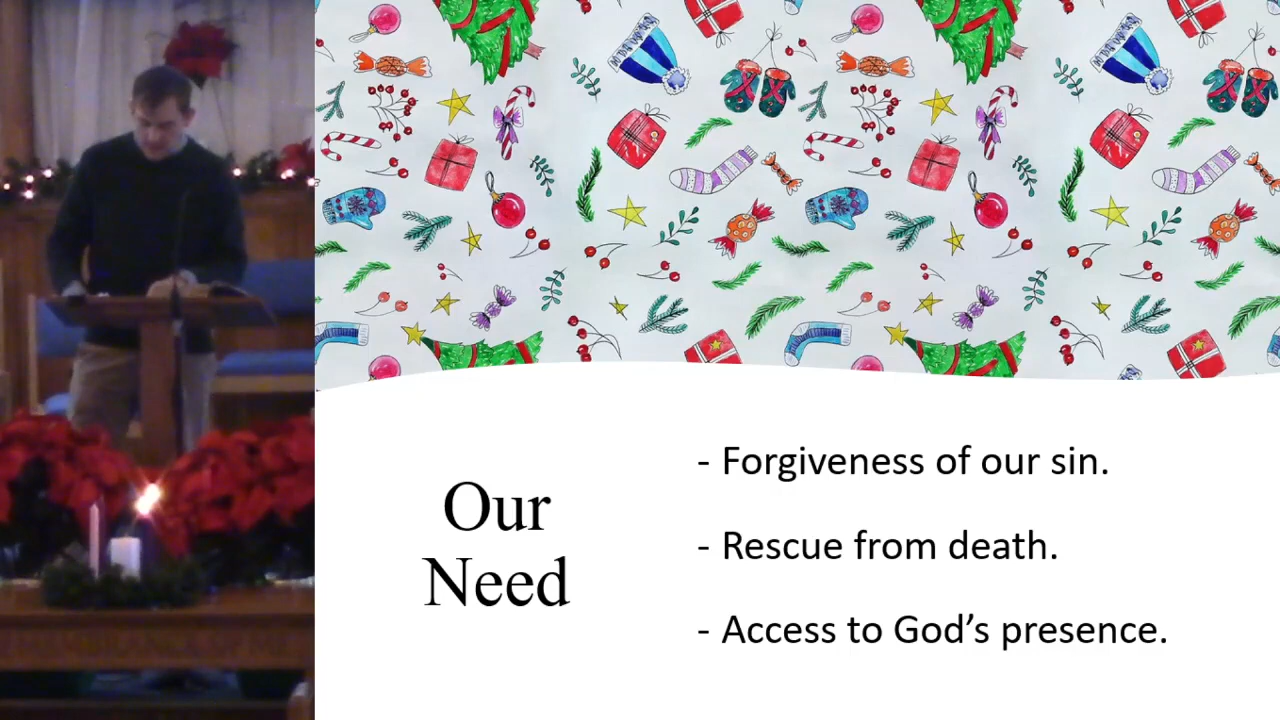 Our
Need
- Forgiveness of our sin.
- Rescue from death.
- Access to God’s presence.